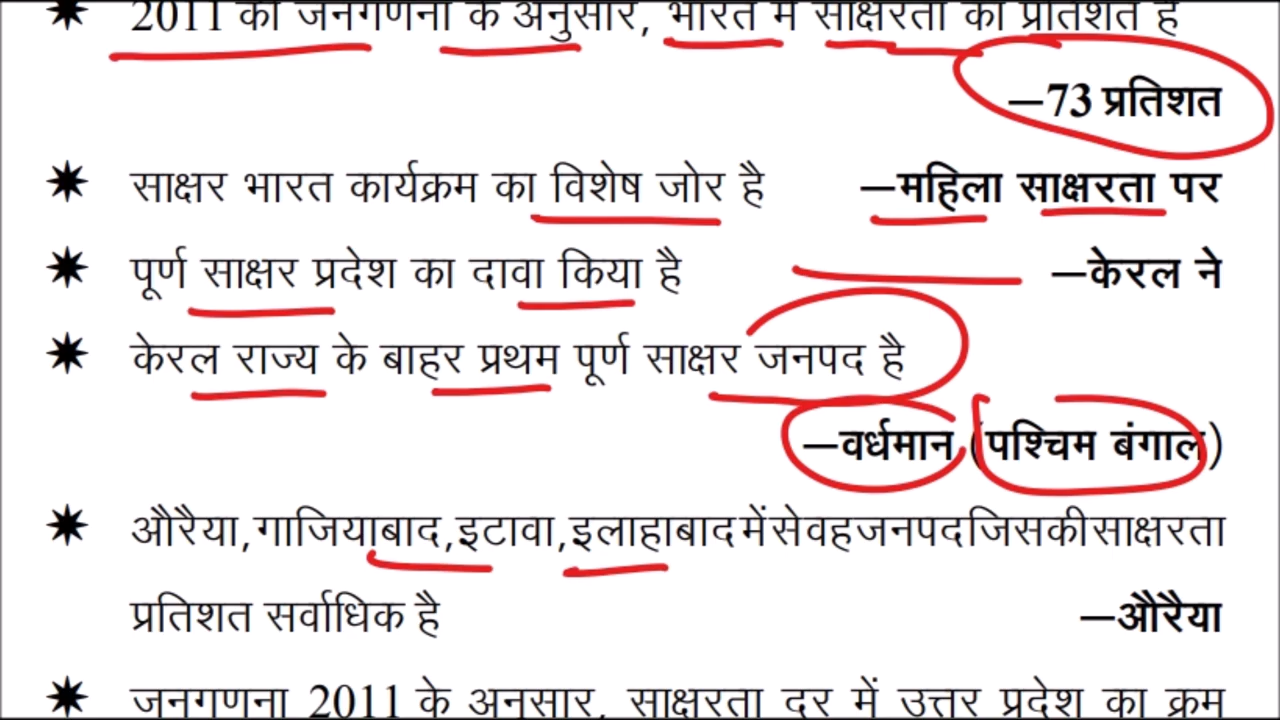 ✷ 2011 की जनगणना के अनुसार, भारत में साक्षरता का प्रतिशत है
—73 प्रतिशत
✷ साक्षर भारत कार्यक्रम का विशेष जोर है —महिला साक्षरता पर
✷ पूर्ण साक्षर प्रदेश का दावा किया है —केरल ने
✷ केरल राज्य के बाहर प्रथम पूर्ण साक्षर जनपद है
—वर्धमान (पश्चिम बंगाल)
✷ औरैया, गाजियाबाद, इटावा, इलाहाबाद में से वह जनपद जिसकी साक्षरता
प्रतिशत सर्वाधिक है —औरैया
✷ जनगणना 2011 के अनुसार, साक्षरता दर में उत्तर प्रदेश का क्रम